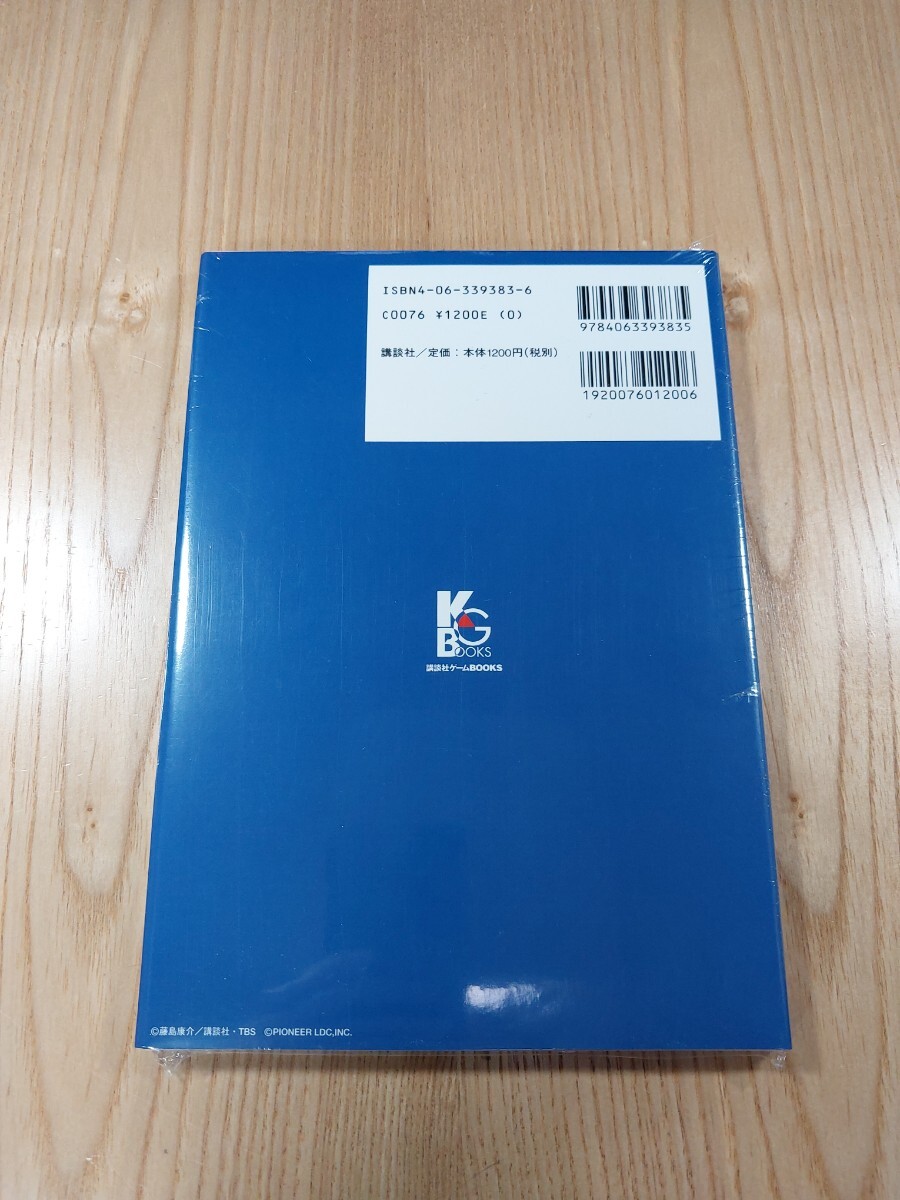 ISBN4-06-339383-6
C0076 ¥1200E (0)
講談社／定価：本体1200円(税別)
9784063393835
1920076012006
KG
BOOKS
講談社ゲームBOOKS
©藤島康介／講談社・TBS ©PIONEER LDC,INC.